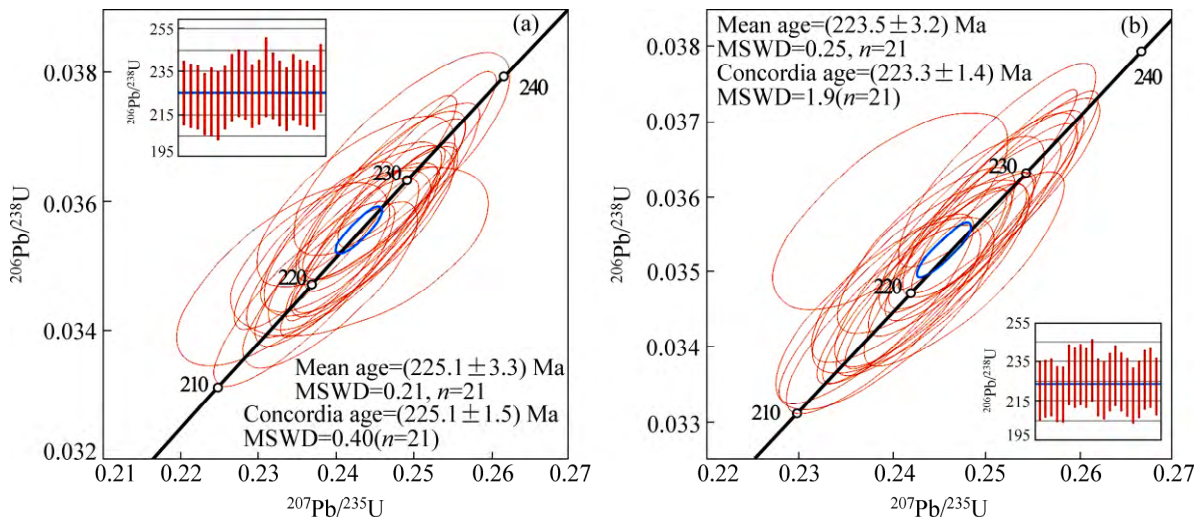 (a)
0.038
0.037
0.036
0.035
0.034
0.033
0.032
206Pb/238U
255
235
215
195
206Pb/238U
240
230
220
210
Mean age=(225.1±3.3) Ma
MSWD=0.21, n=21
Concordia age=(225.1±1.5) Ma
MSWD=0.40(n=21)
0.21 0.22 0.23 0.24 0.25 0.26 0.27
207Pb/235U
(b)
Mean age=(223.5±3.2) Ma
MSWD=0.25, n=21
Concordia age=(223.3±1.4) Ma
MSWD=1.9(n=21)
0.038
0.037
0.036
0.035
0.034
0.033
206Pb/238U
240
230
220
210
255
235
215
195
206Pb/238U
0.22 0.23 0.24 0.25 0.26 0.27
207Pb/235U